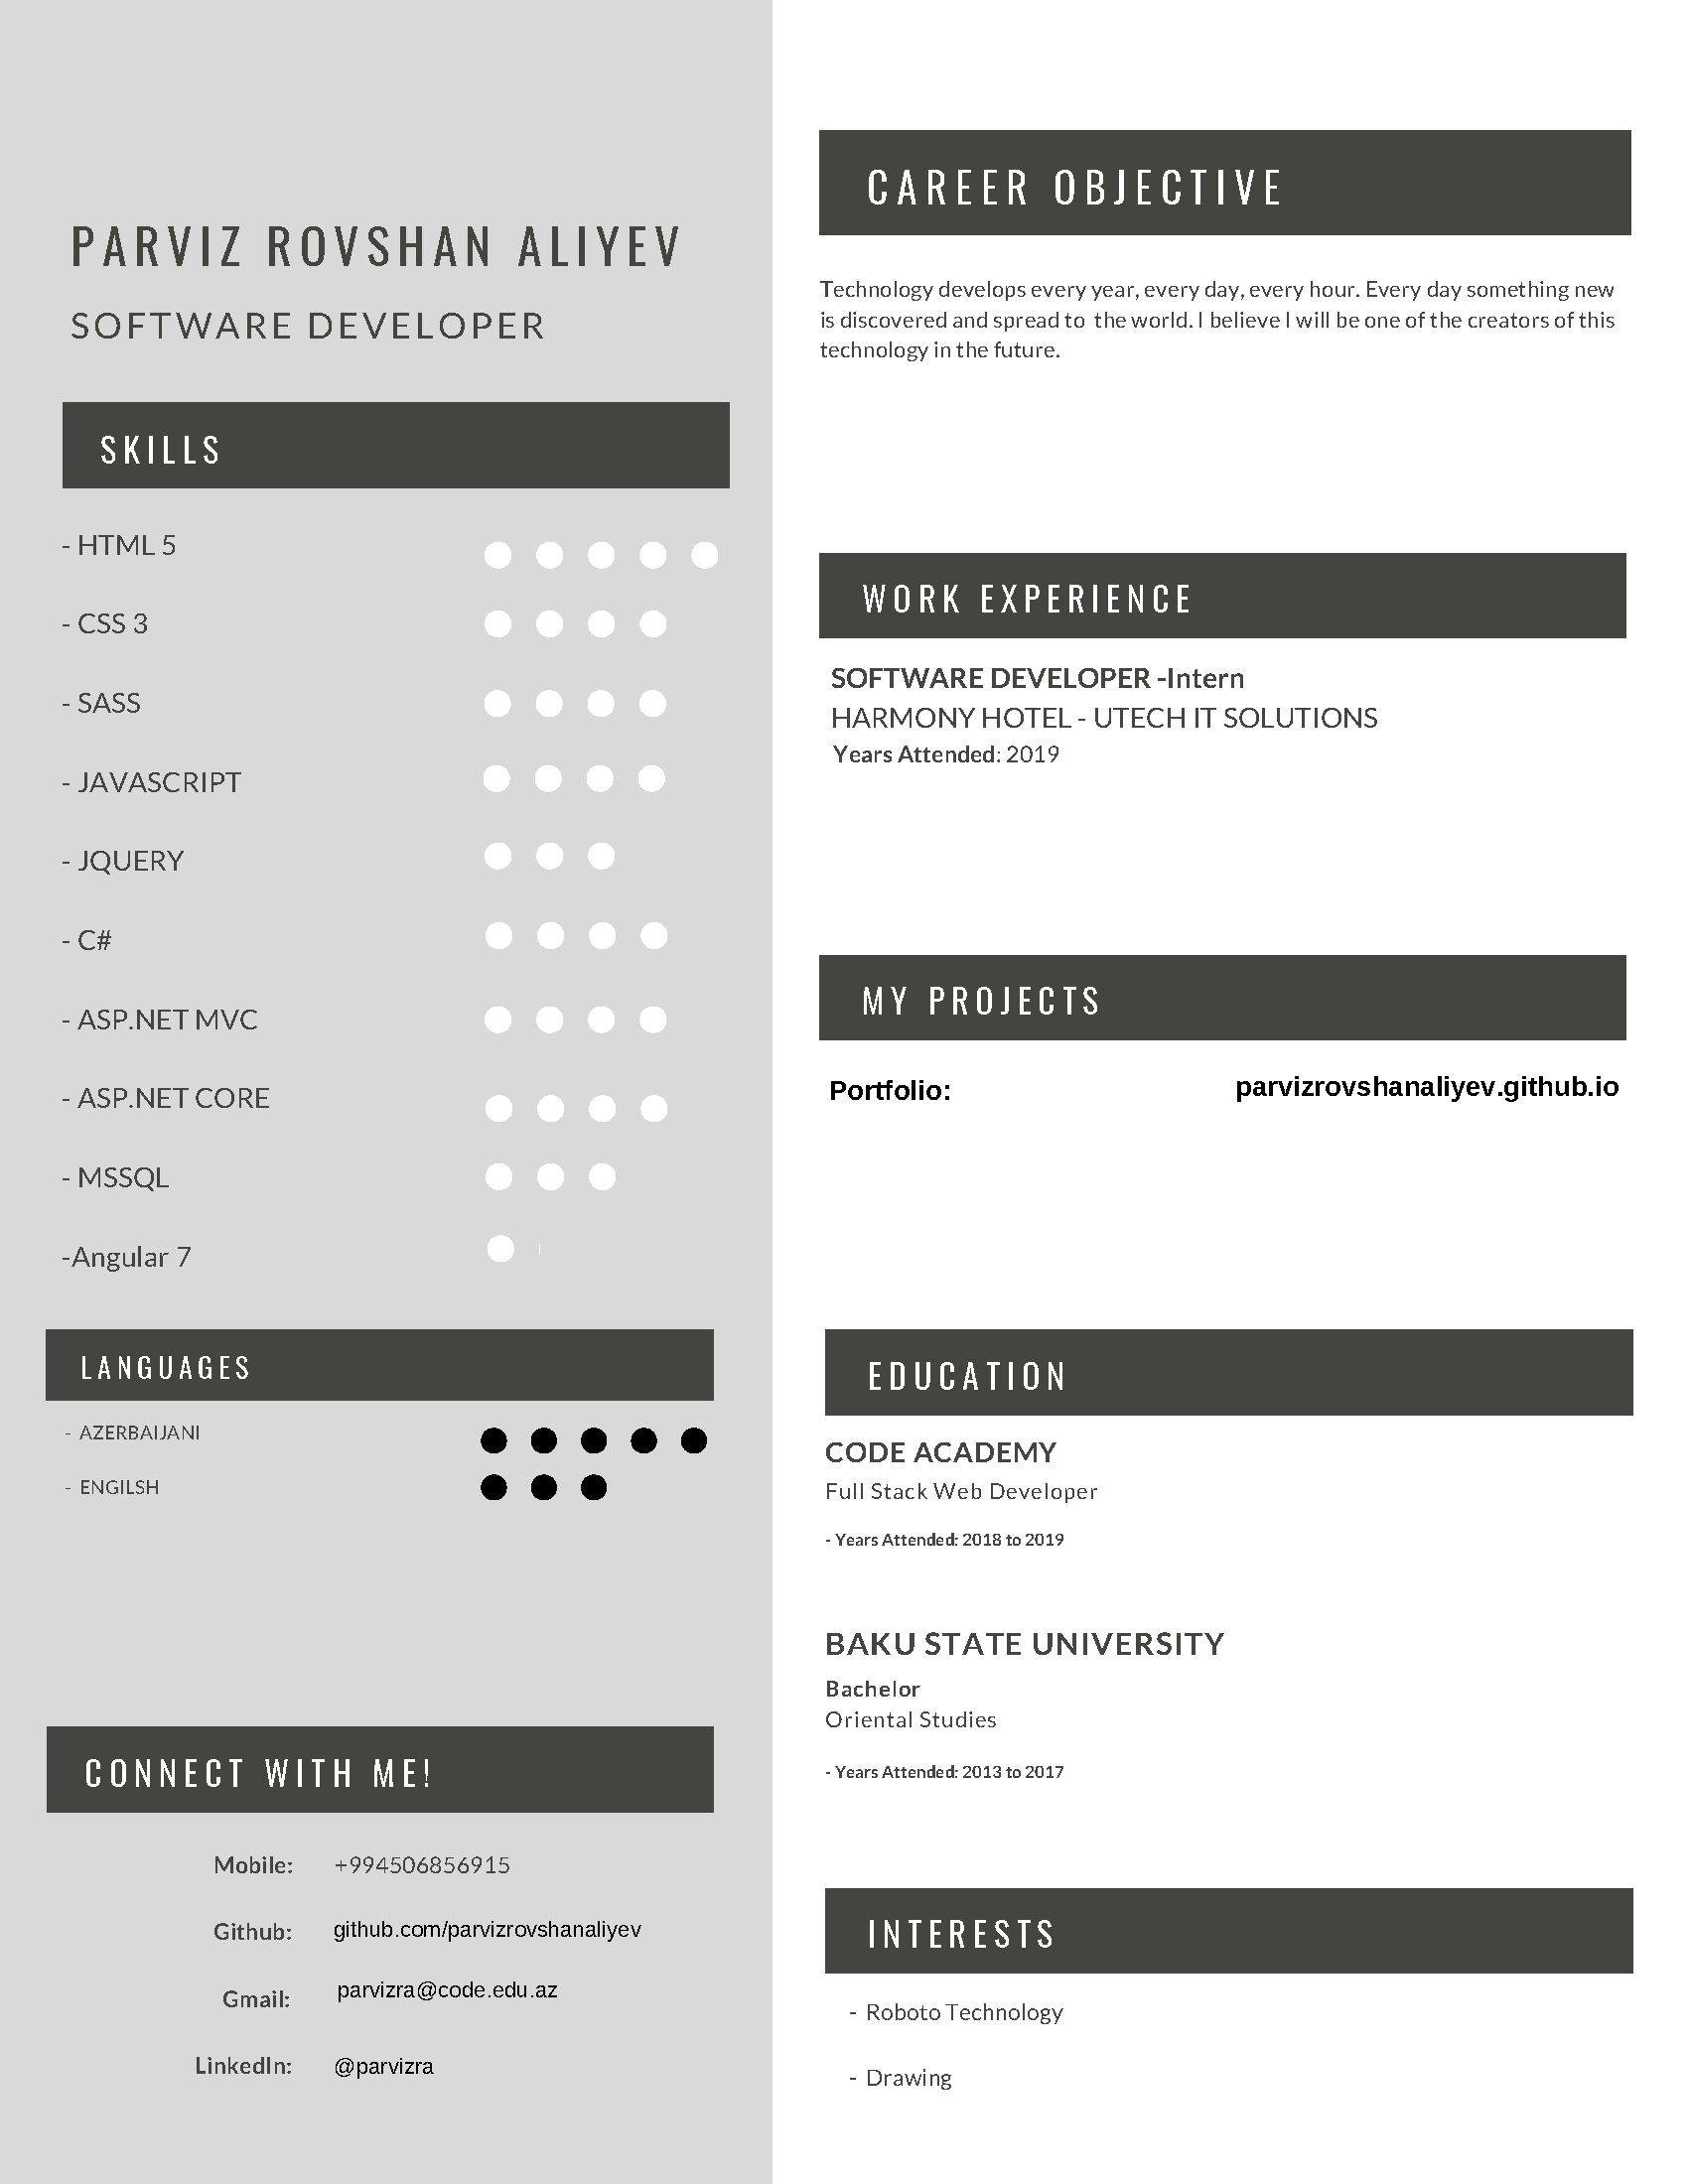 PARVIZ ROVSHAN ALIYEV
SOFTWARE DEVELOPER
SKILLS
- HTML 5
- CSS 3
- SASS
- JAVASCRIPT
- JQUERY
- C#
- ASP.NET MVC
- ASP.NET CORE
- MSSQL
-Angular 7
LANGUAGES
- AZERBAIJANI
- ENGILSH
CONNECT WITH ME!
Mobile: +994506856915
Github: github.com/parvizrovshanaliyev
Gmail: parvizra@code.edu.az
LinkedIn: @parvizra
CAREER OBJECTIVE
Technology develops every year, every day, every hour. Every day something new
is discovered and spread to the world. I believe I will be one of the creators of this
technology in the future.
WORK EXPERIENCE
SOFTWARE DEVELOPER -Intern
HARMONY HOTEL - UTECH IT SOLUTIONS
Years Attended: 2019
MY PROJECTS
Portfolio: parvizrovshanaliyev.github.io
EDUCATION
CODE ACADEMY
Full Stack Web Developer
- Years Attended: 2018 to 2019
BAKU STATE UNIVERSITY
Bachelor
Oriental Studies
- Years Attended: 2013 to 2017
INTERESTS
- Roboto Technology
- Drawing